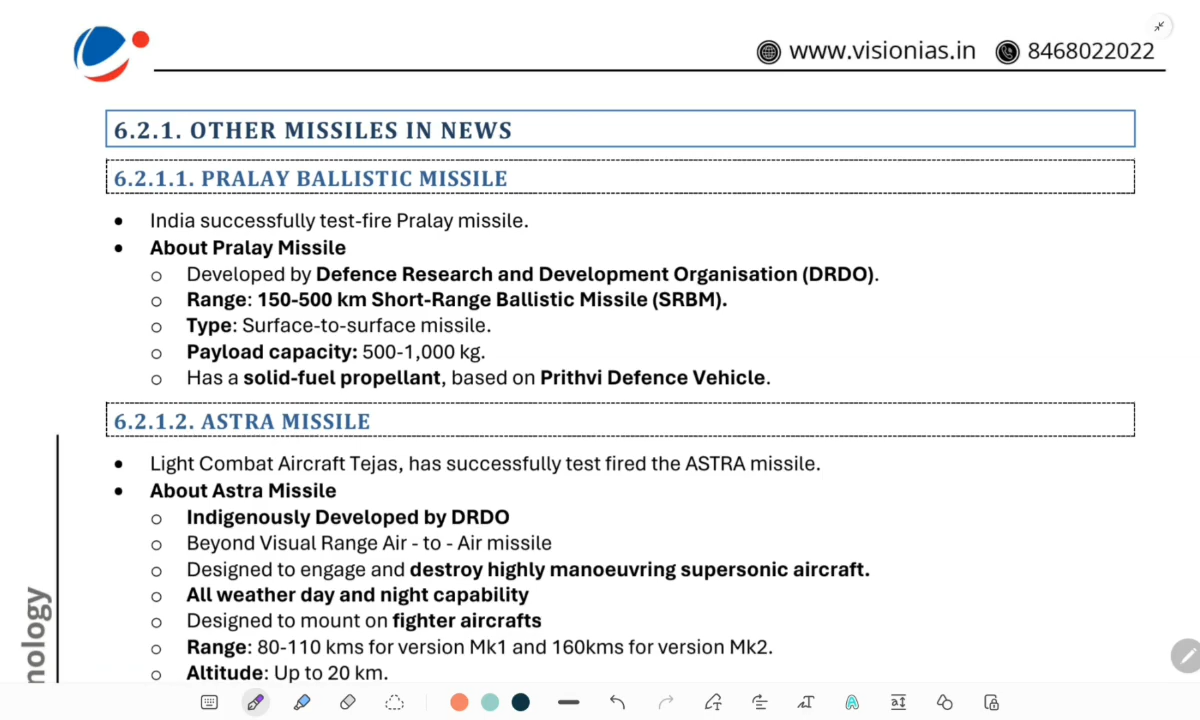 www.visionias.in 8468022022
6.2.1. OTHER MISSILES IN NEWS
6.2.1.1. PRALAY BALLISTIC MISSILE
• India successfully test-fire Pralay missile.
• About Pralay Missile
o Developed by Defence Research and Development Organisation (DRDO).
o Range: 150-500 km Short-Range Ballistic Missile (SRBM).
o Type: Surface-to-surface missile.
o Payload capacity: 500-1,000 kg.
o Has a solid-fuel propellant, based on Prithvi Defence Vehicle.
6.2.1.2. ASTRA MISSILE
• Light Combat Aircraft Tejas, has successfully test fired the ASTRA missile.
• About Astra Missile
o Indigenously Developed by DRDO
o Beyond Visual Range Air - to - Air missile
o Designed to engage and destroy highly manoeuvring supersonic aircraft.
o All weather day and night capability
o Designed to mount on fighter aircrafts
o Range: 80-110 kms for version Mk1 and 160kms for version Mk2.
o Altitude: Up to 20 km.
nology